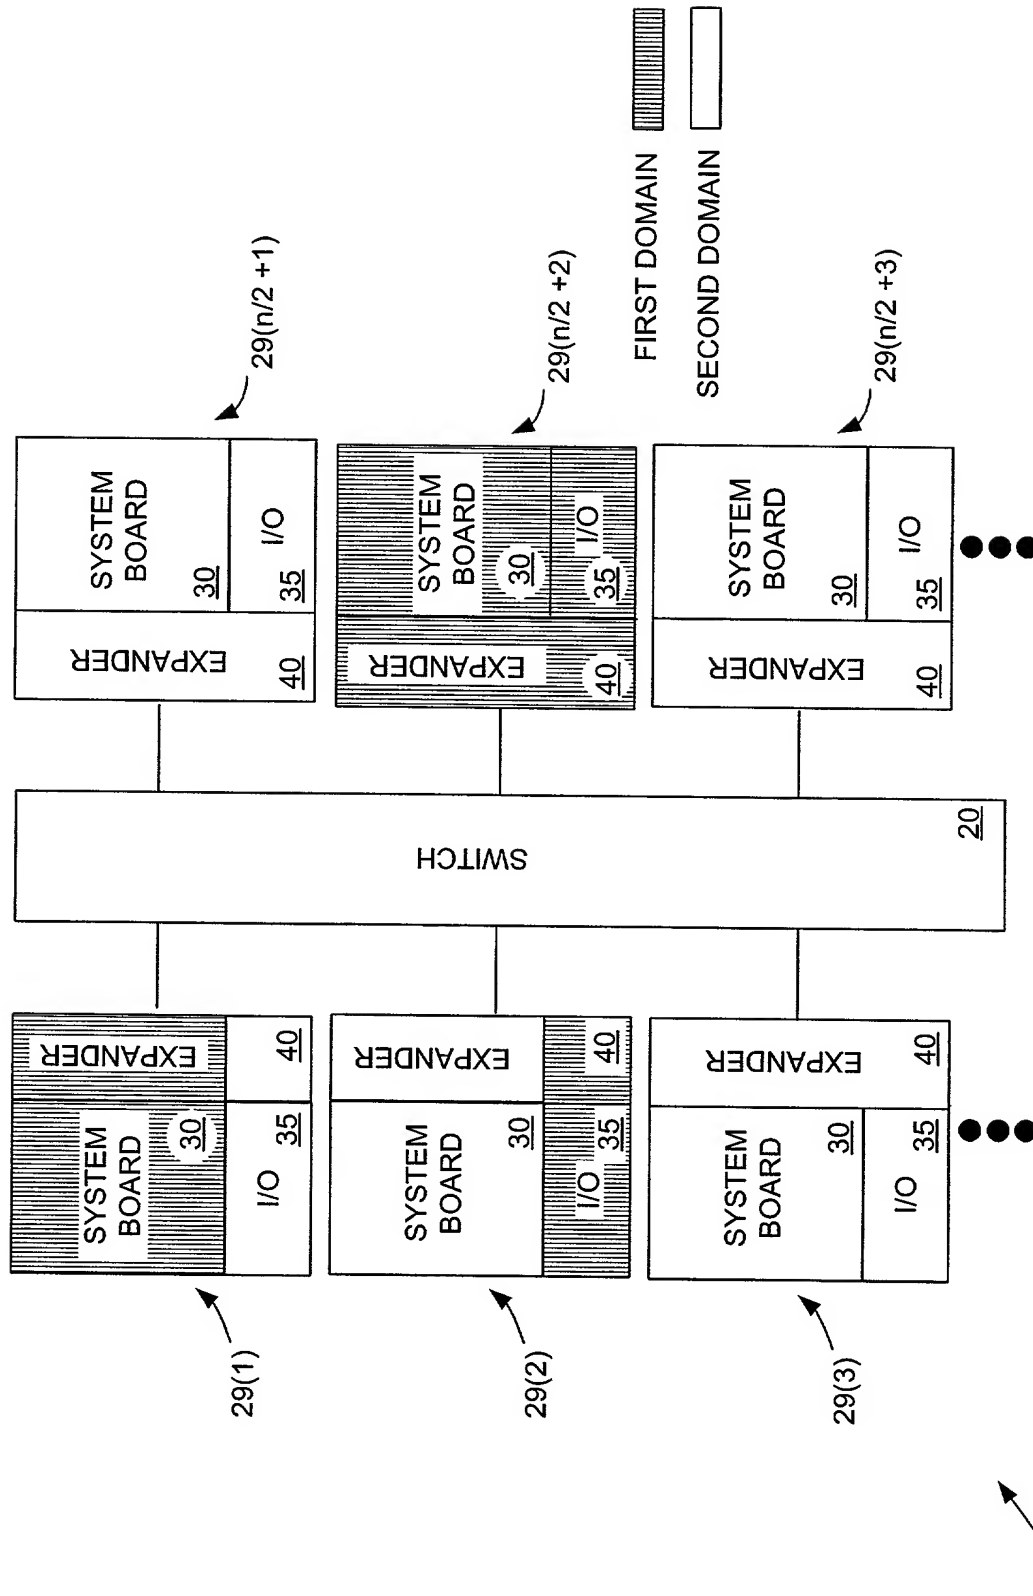 29(1)
SYSTEM
BOARD
30
EXPANDER
I/O
35
40
29(2)
SYSTEM
BOARD
30
EXPANDER
I/O
35
40
29(3)
SYSTEM
BOARD
30
EXPANDER
40
I/O
35
SWITCH
20
29(n/2 +1)
EXPANDER
40
SYSTEM
BOARD
30
I/O
35
29(n/2 +2)
EXPANDER
40
SYSTEM
BOARD
30
I/O
35
29(n/2 +3)
EXPANDER
40
SYSTEM
BOARD
30
I/O
35
FIRST DOMAIN
SECOND DOMAIN